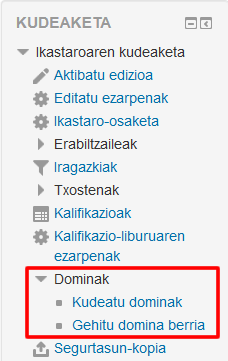 KUDEAKETA
Ikastaroaren kudeaketa
Aktibatu edizioa
Editatu ezarpenak
Ikastaro-osaketa
Erabiltzaileak
Iragazkiak
Txostenak
Kalifikazioak
Kalifikazio-liburuaren
ezarpenak
Dominak
Kudeatu dominak
Gehitu domina berria
Segurtasun-kopia